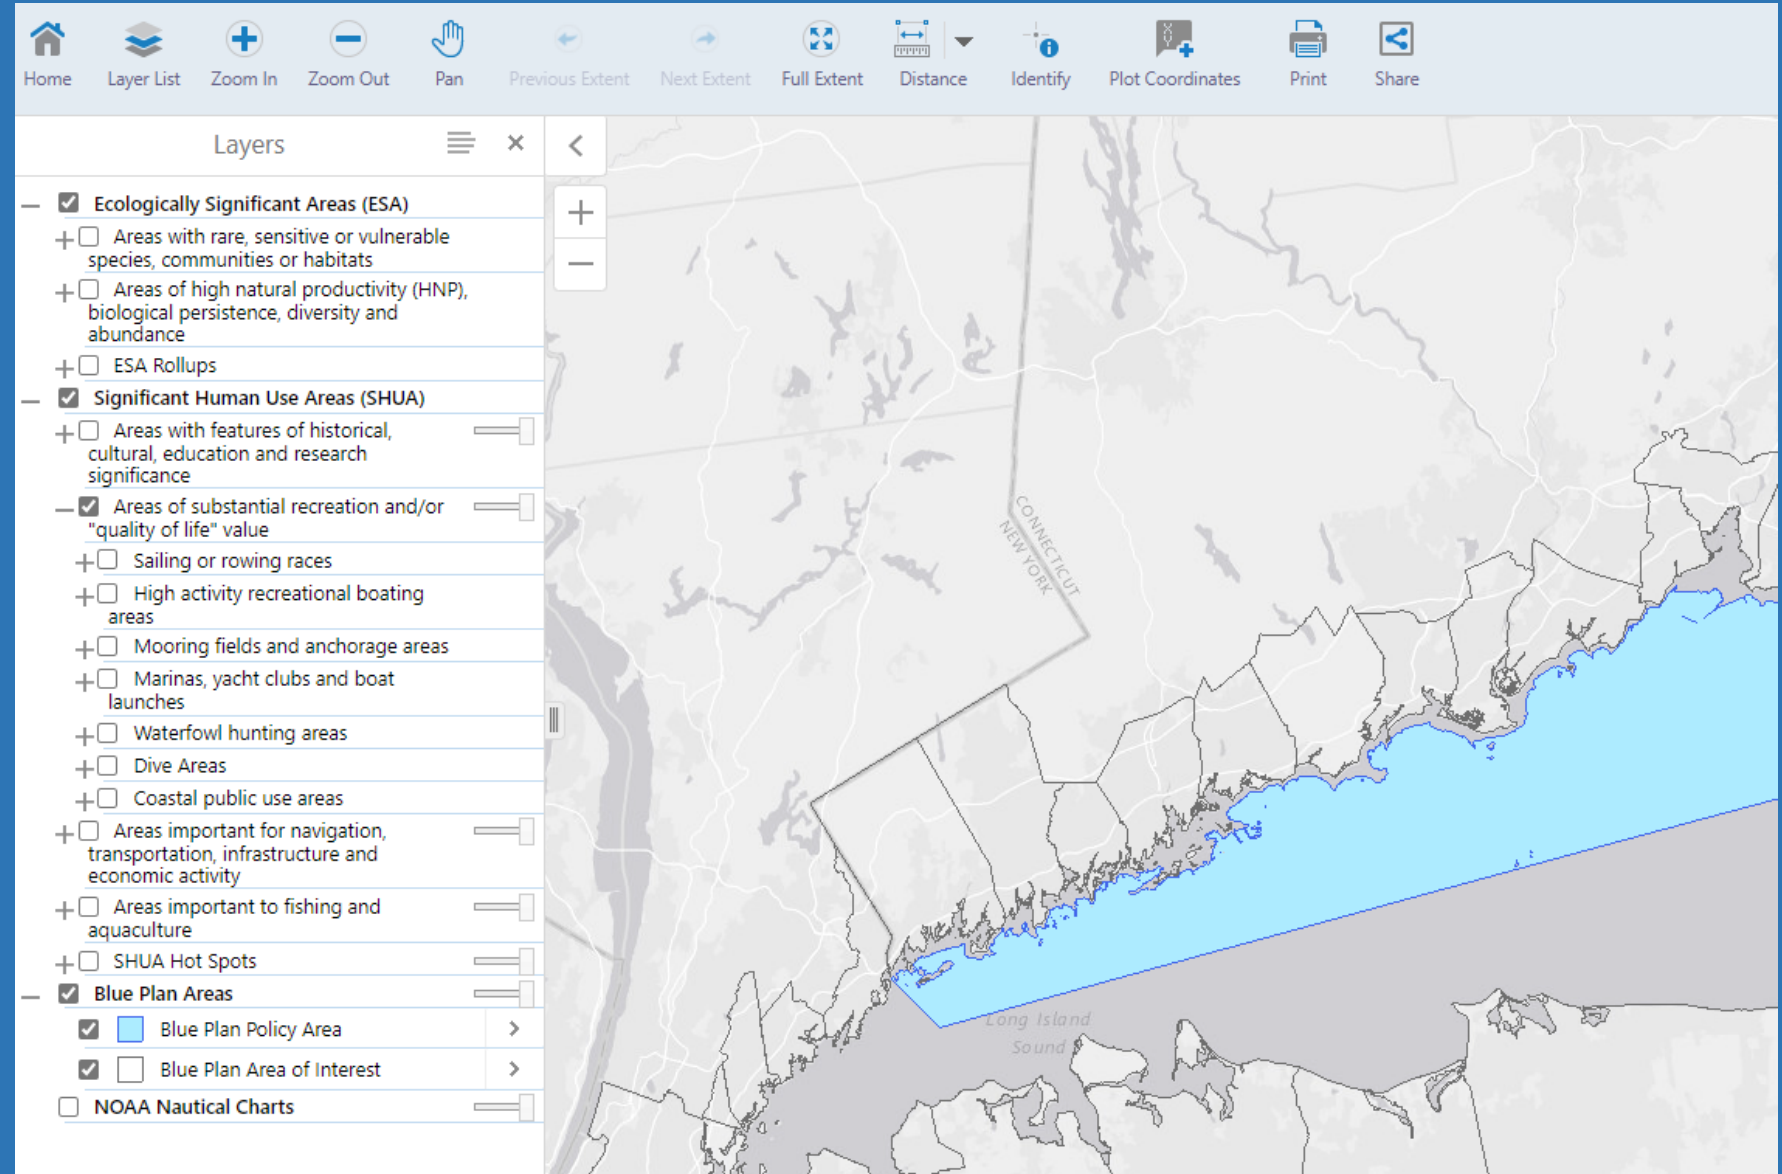 Home
Layer List
Zoom In
Zoom Out
Pan
Previous Extent
Next Extent
Full Extent
Distance
Identify
Plot Coordinates
Print
Share
Layers
Ecologically Significant Areas (ESA)
Areas with rare, sensitive or vulnerable
species, communities or habitats
Areas of high natural productivity (HNP),
biological persistence, diversity and
abundance
ESA Rollups
Significant Human Use Areas (SHUA)
Areas with features of historical,
cultural, education and research
significance
Areas of substantial recreation and/or
"quality of life" value
Sailing or rowing races
High activity recreational boating
areas
Mooring fields and anchorage areas
Marinas, yacht clubs and boat
launches
Waterfowl hunting areas
Dive Areas
Coastal public use areas
Areas important for navigation,
transportation, infrastructure and
economic activity
Areas important to fishing and
aquaculture
SHUA Hot Spots
Blue Plan Areas
Blue Plan Policy Area
Blue Plan Area of Interest
NOAA Nautical Charts
CONNECTICUT
NEW YORK
Long Island
Sound